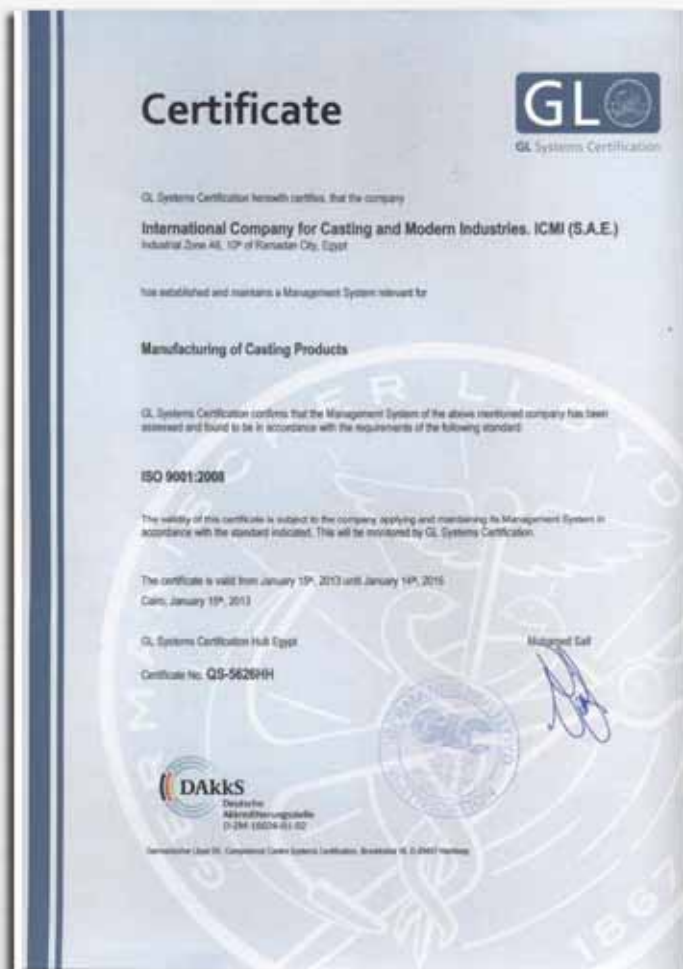 Certificate
GL
GL Systems Certification
GL Systems Certification herewith certifies, that the company
International Company for Casting and Modern Industries. ICMI (S.A.E.)
Industrial Zone A6, 10th of Ramadan City, Egypt
has established and maintains a Management System relevant for
Manufacturing of Casting Products
GL Systems Certification confirms that the Management System of the above mentioned company has been
assessed and found to be in accordance with the requirements of the following standard
ISO 9001:2008
The validity of this certificate is subject to the company applying and maintaining its Management System in
accordance with the standard indicated. This will be monitored by GL Systems Certification.
The certificate is valid from January 15th, 2013 until January 14th,
Cairo, January 15th, 2013
GL Systems Certification Hub Egypt
Mohamed
Certificate No. QS-5626HH
DAkkS
Deutsche
Akkreditierungsstelle
GERMANISCHER LLOYD
1867